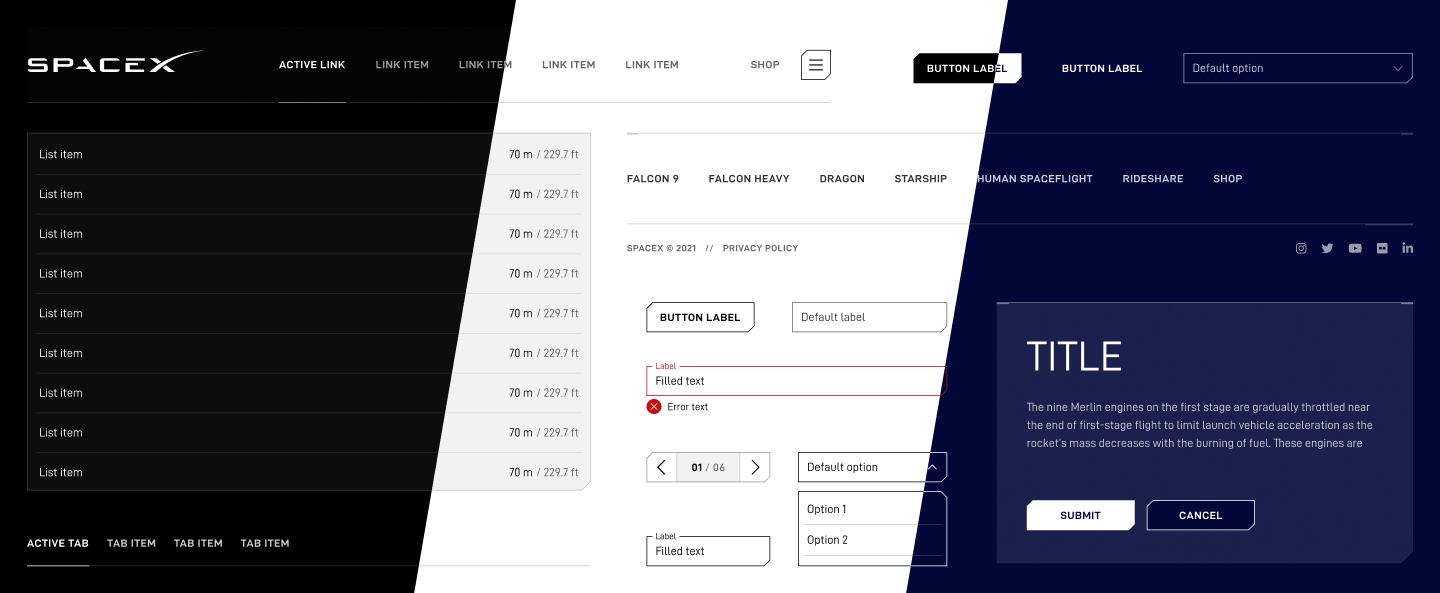 SPACEX
ACTIVE LINK LINK ITEM LINK ITEM LINK ITEM LINK ITEM SHOP
BUTTON LABEL BUTTON LABEL Default option
List item 70 m / 229.7 ft
List item 70 m / 229.7 ft
List item 70 m / 229.7 ft
List item 70 m / 229.7 ft
List item 70 m / 229.7 ft
List item 70 m / 229.7 ft
List item 70 m / 229.7 ft
List item 70 m / 229.7 ft
List item 70 m / 229.7 ft
ACTIVE TAB TAB ITEM TAB ITEM TAB ITEM
FALCON 9 FALCON HEAVY DRAGON STARSHIP HUMAN SPACEFLIGHT RIDESHARE SHOP
SPACEX © 2021 // PRIVACY POLICY
BUTTON LABEL Default label
Label
Filled text
Error text
01 / 06 Default option
Option 1
Option 2
Label
Filled text
TITLE
The nine Merlin engines on the first stage are gradually throttled near
the end of first-stage flight to limit launch vehicle acceleration as the
rocket's mass decreases with the burning of fuel. These engines are
SUBMIT CANCEL